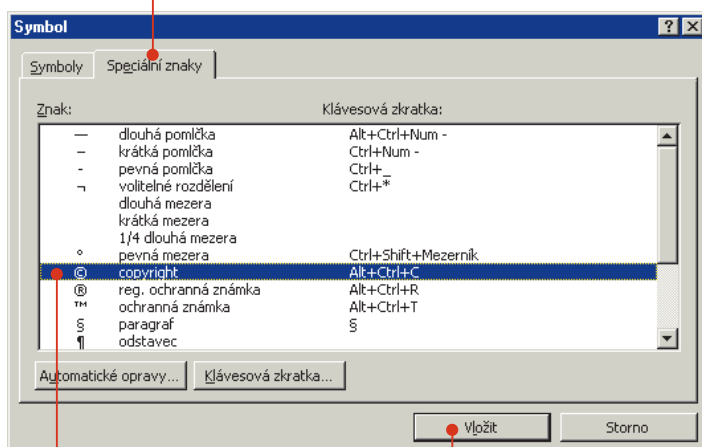 Symbol
Symboly Speciální znaky
Znak: Klávesová zkratka:
— dlouhá pomlčka Alt+Ctrl+Num -
– krátká pomlčka Ctrl+Num -
- pevná pomlčka Ctrl+_
¬ volitelné rozdělení Ctrl+*
dlouhá mezera
krátká mezera
1/4 dlouhá mezera
° pevná mezera Ctrl+Shift+Mezerník
© copyright Alt+Ctrl+C
® reg. ochranná známka Alt+Ctrl+R
™ ochranná známka Alt+Ctrl+T
§ paragraf §
¶ odstavec
Automatické opravy... Klávesová zkratka...
Vložit Storno